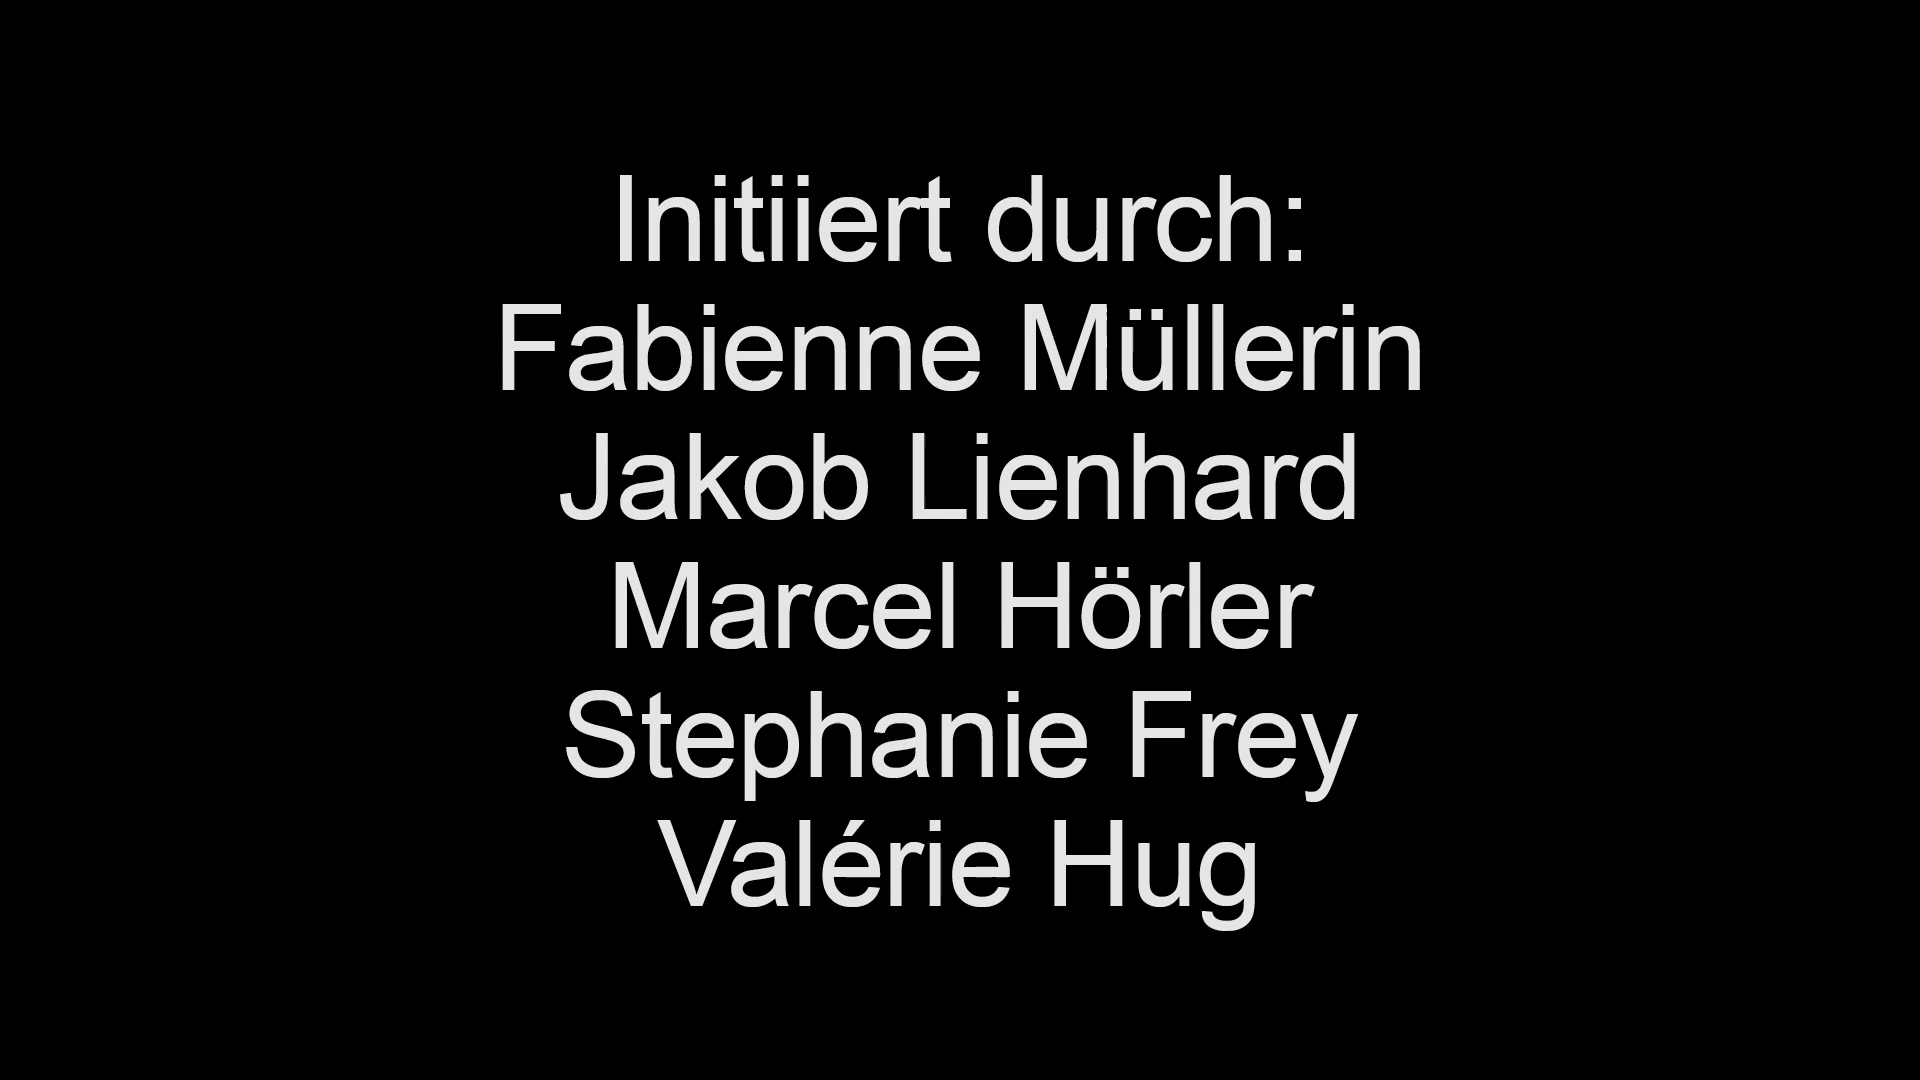 Initiiert durch:
Fabienne Müllerin
Jakob Lienhard
Marcel Hörler
Stephanie Frey
Valérie Hug